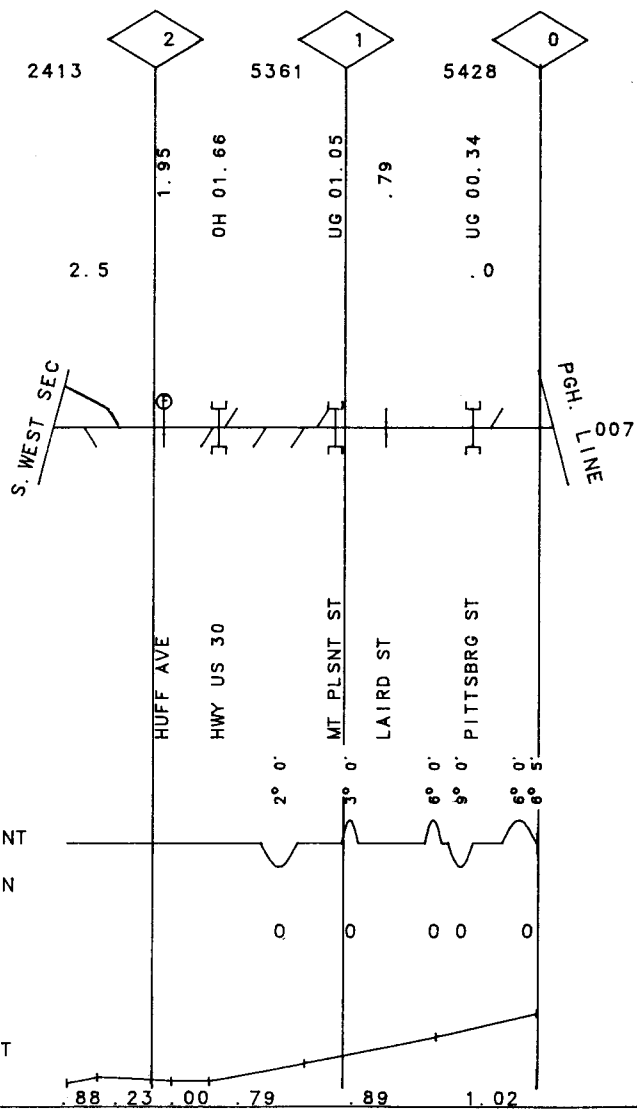 2 1 0
2413 5361 5428
1.95 OH 01.66 UG 01.05 .79 UG 00.34
2.5 .0
S. WEST SEC PGH. LINE
007
HUFF AVE HWY US 30 MT PLSNT ST LAIRD ST PITTSBRG ST
2° 0' 3° 0' 6° 0' 9° 0' 6° 0' 6° 5'
NT
N
0 0 0 0 0
T
.88 .23 .00 .79 .89 1.02